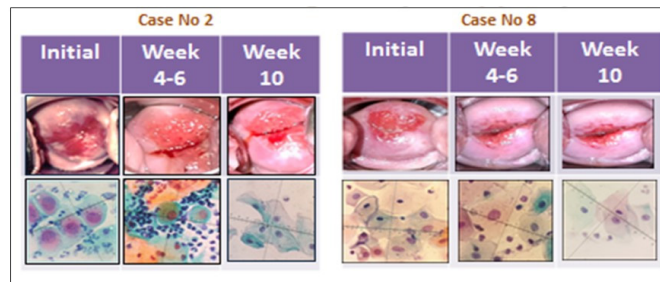 Case No 2
Case No 8
Initial
Week
4-6
Week
10
Initial
Week
4-6
Week
10